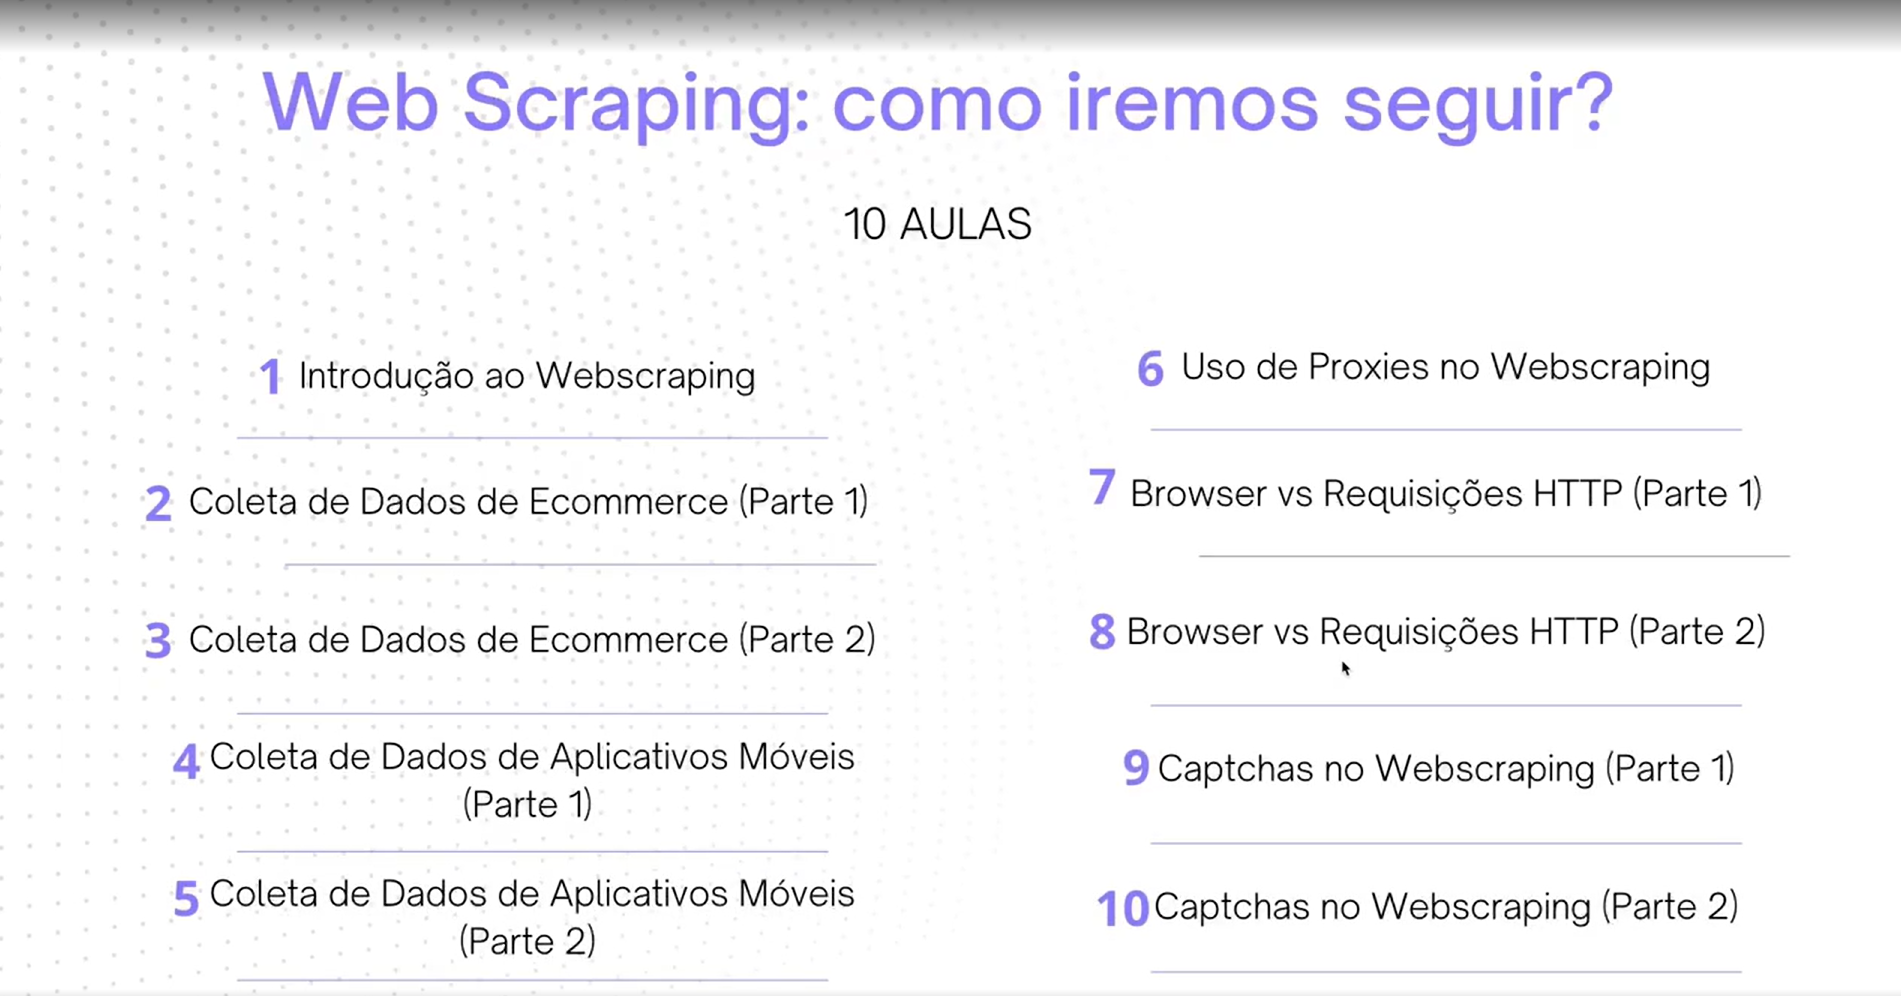 Web Scraping: como iremos seguir?
10 AULAS
1 Introdução ao Webscraping
2 Coleta de Dados de Ecommerce (Parte 1)
3 Coleta de Dados de Ecommerce (Parte 2)
4 Coleta de Dados de Aplicativos Móveis
(Parte 1)
5 Coleta de Dados de Aplicativos Móveis
(Parte 2)
6 Uso de Proxies no Webscraping
7 Browser vs Requisições HTTP (Parte 1)
8 Browser vs Requisições HTTP (Parte 2)
9 Captchas no Webscraping (Parte 1)
10 Captchas no Webscraping (Parte 2)